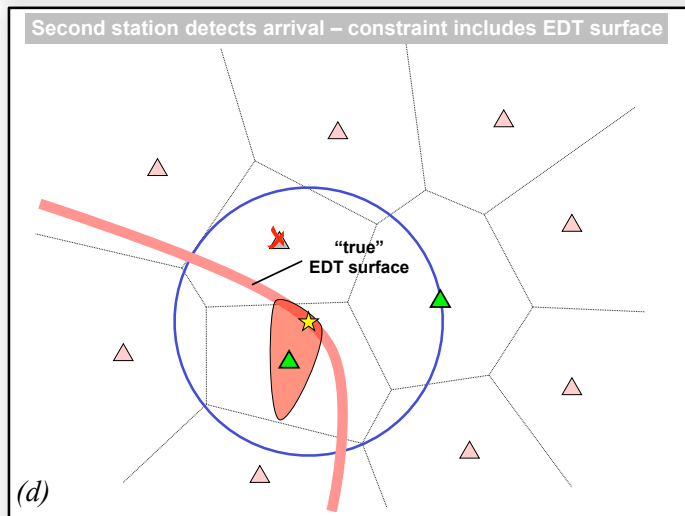 Second station detects arrival – constraint includes EDT surface
“true”
EDT surface
(d)